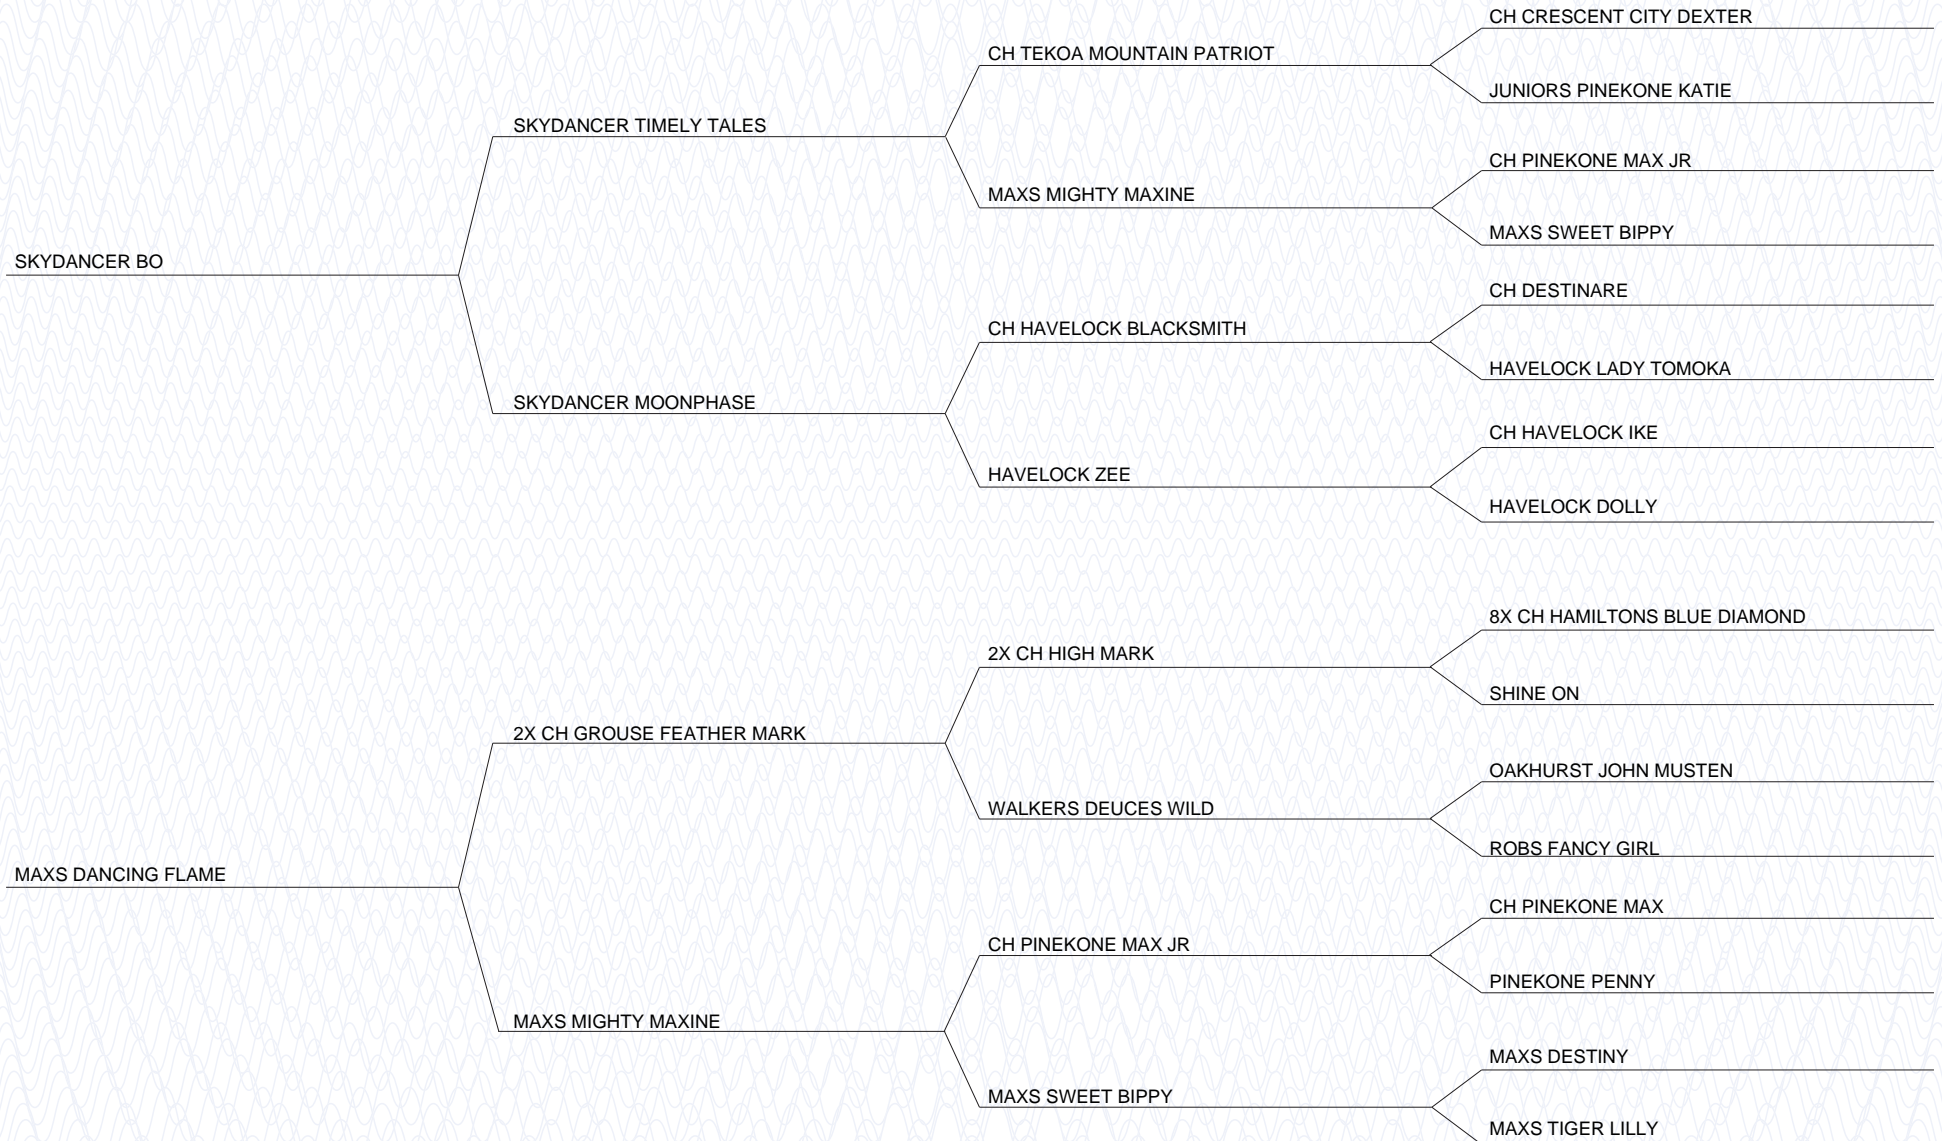 CH CRESCENT CITY DEXTER
CH TEKOA MOUNTAIN PATRIOT
JUNIORS PINEKONE KATIE
SKYDANCER TIMELY TALES
CH PINEKONE MAX JR
MAXS MIGHTY MAXINE
MAXS SWEET BIPPY
SKYDANCER BO
CH DESTINARE
CH HAVELOCK BLACKSMITH
HAVELOCK LADY TOMOKA
SKYDANCER MOONPHASE
CH HAVELOCK IKE
HAVELOCK ZEE
HAVELOCK DOLLY
8X CH HAMILTONS BLUE DIAMOND
2X CH HIGH MARK
SHINE ON
2X CH GROUSE FEATHER MARK
OAKHURST JOHN MUSTEN
WALKERS DEUCES WILD
ROBS FANCY GIRL
MAXS DANCING FLAME
CH PINEKONE MAX
CH PINEKONE MAX JR
PINEKONE PENNY
MAXS MIGHTY MAXINE
MAXS DESTINY
MAXS SWEET BIPPY
MAXS TIGER LILLY